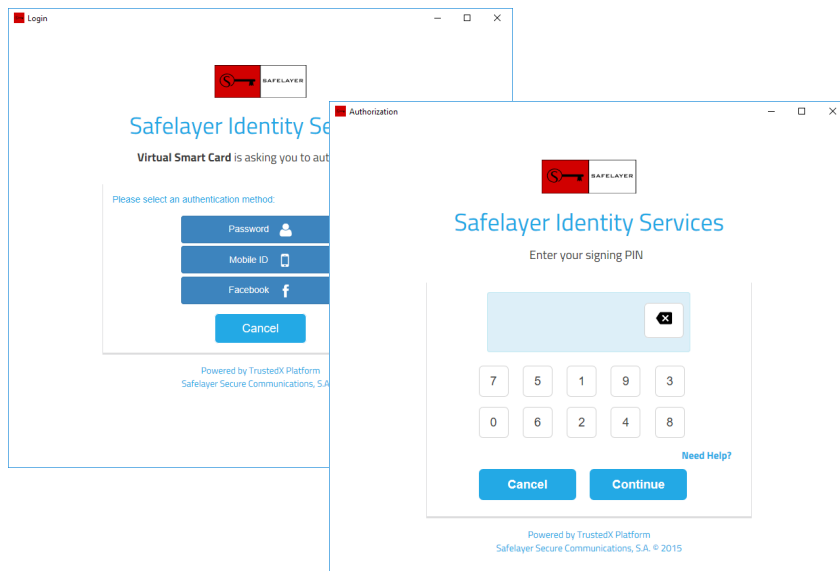 Login
SAFELAYER
Safelayer Identity Se
Virtual Smart Card is asking you to aut
Please select an authentication method:
Password
Mobile ID
Facebook
Cancel
Powered by TrustedX Platform
Safelayer Secure Communications, S.A
Authorization
S SAFELAYER
Safelayer Identity Services
Enter your signing PIN
7 5 1 9 3
0 6 2 4 8
Need Help?
Cancel Continue
Powered by TrustedX Platform
Safelayer Secure Communications, S.A. © 2015